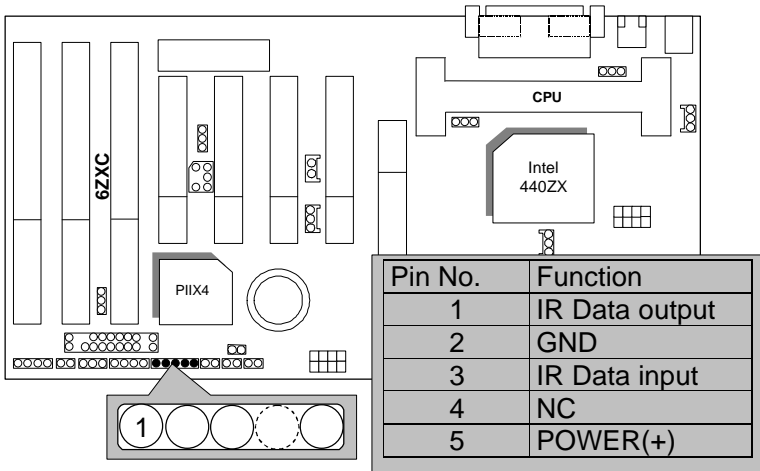 CPU
6ZXC
Intel
440ZX
PIIX4
Pin No. Function
1 IR Data output
2 GND
3 IR Data input
4 NC
5 POWER(+)
1